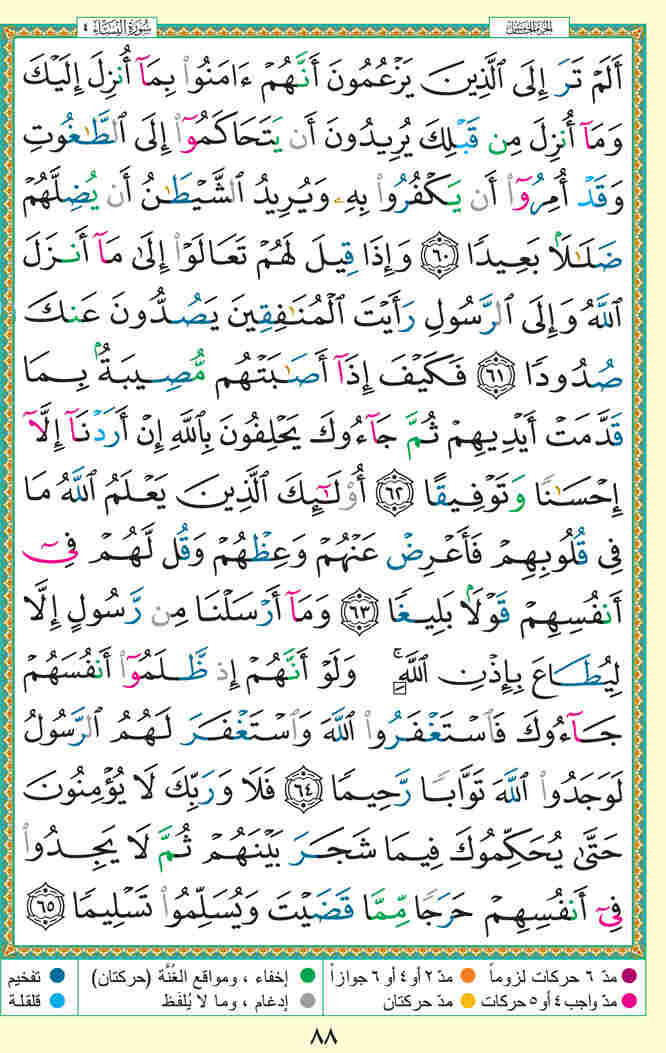 سُورَةُ النِّسَاءِ ٤
الجزء الخامس
أَلَمْ تَرَ إِلَى ٱلَّذِينَ يَزْعُمُونَ أَنَّهُمْ ءَامَنُوا۟ بِمَآ أُنزِلَ إِلَيْكَ
وَمَآ أُنزِلَ مِن قَبْلِكَ يُرِيدُونَ أَن يَتَحَاكَمُوٓا۟ إِلَى ٱلطَّٰغُوتِ
وَقَدْ أُمِرُوٓا۟ أَن يَكْفُرُوا۟ بِهِۦ وَيُرِيدُ ٱلشَّيْطَٰنُ أَن يُضِلَّهُمْ
ضَلَٰلًۢا بَعِيدًا ٦٠ وَإِذَا قِيلَ لَهُمْ تَعَالَوْا۟ إِلَىٰ مَآ أَنزَلَ
ٱللَّهُ وَإِلَى ٱلرَّسُولِ رَأَيْتَ ٱلْمُنَٰفِقِينَ يَصُدُّونَ عَنكَ
صُدُودًا ٦١ فَكَيْفَ إِذَآ أَصَٰبَتْهُم مُّصِيبَةٌۢ بِمَا
قَدَّمَتْ أَيْدِيهِمْ ثُمَّ جَآءُوكَ يَحْلِفُونَ بِٱللَّهِ إِنْ أَرَدْنَآ إِلَّآ
إِحْسَٰنًا وَتَوْفِيقًا ٦٢ أُو۟لَٰٓئِكَ ٱلَّذِينَ يَعْلَمُ ٱللَّهُ مَا
فِى قُلُوبِهِمْ فَأَعْرِضْ عَنْهُمْ وَعِظْهُمْ وَقُل لَّهُمْ فِىٓ
أَنفُسِهِمْ قَوْلًۢا بَلِيغًا ٦٣ وَمَآ أَرْسَلْنَا مِن رَّسُولٍ إِلَّا
لِيُطَاعَ بِإِذْنِ ٱللَّهِ ۚ وَلَوْ أَنَّهُمْ إِذ ظَّلَمُوٓا۟ أَنفُسَهُمْ
جَآءُوكَ فَٱسْتَغْفَرُوا۟ ٱللَّهَ وَٱسْتَغْفَرَ لَهُمُ ٱلرَّسُولُ
لَوَجَدُوا۟ ٱللَّهَ تَوَّابًا رَّحِيمًا ٦٤ فَلَا وَرَبِّكَ لَا يُؤْمِنُونَ
حَتَّىٰ يُحَكِّمُوكَ فِيمَا شَجَرَ بَيْنَهُمْ ثُمَّ لَا يَجِدُوا۟
فِىٓ أَنفُسِهِمْ حَرَجًا مِّمَّا قَضَيْتَ وَيُسَلِّمُوا۟ تَسْلِيمًا ٦٥
مدّ ٦ حركات لزوماً مدّ ٢ أو ٤ أو ٦ جوازاً إخفاء ، ومواقع الغُنَّة (حركتان) تفخيم
مدّ واجب ٤ أو ٥ حركات مدّ حركتان إدغام ، وما لا يُلفَظ قلقلة
٨٨